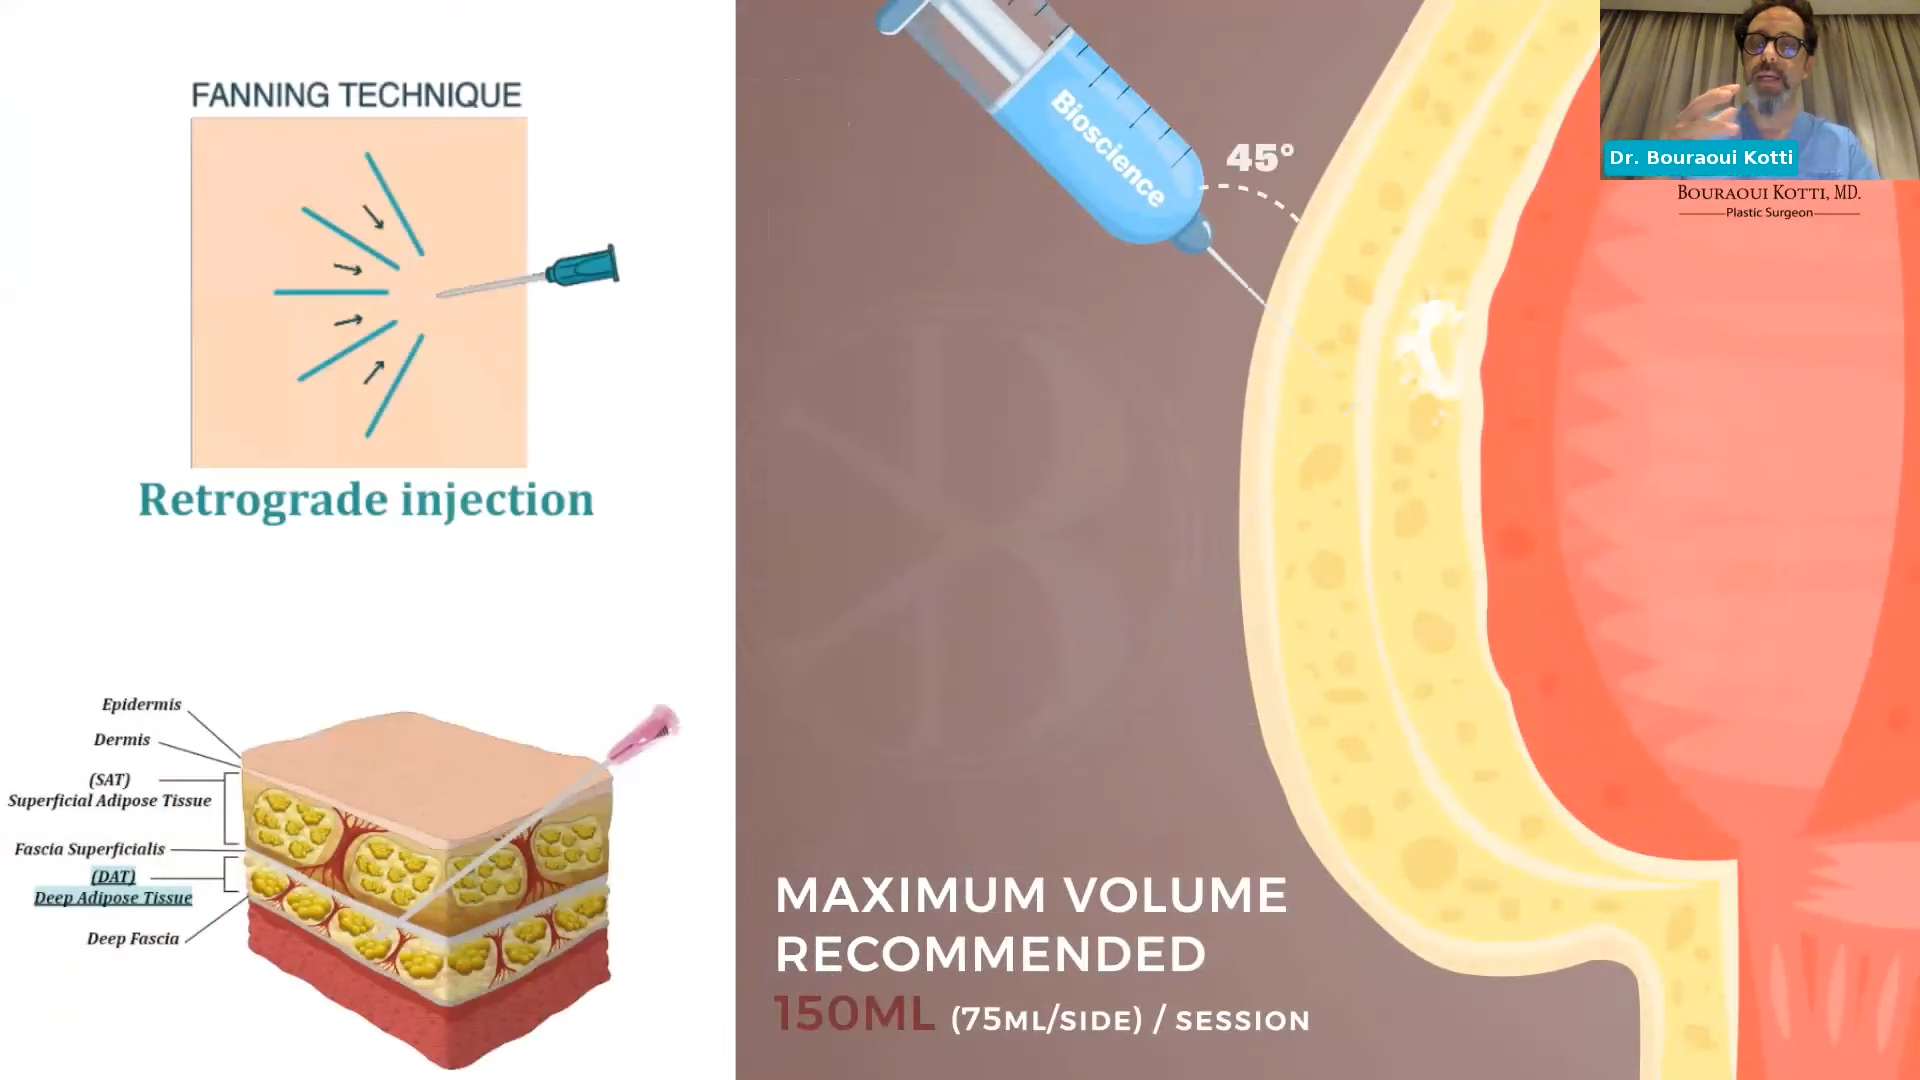 FANNING TECHNIQUE
Retrograde injection
Epidermis
Dermis
(SAT)
Superficial Adipose Tissue
Fascia Superficialis
(DAT)
Deep Adipose Tissue
Deep Fascia
Bioscience
45°
MAXIMUM VOLUME
RECOMMENDED
150ML (75ML/SIDE) / SESSION
Dr. Bouraoui Kotti
BOURAOUI KOTTI, MD.
Plastic Surgeon